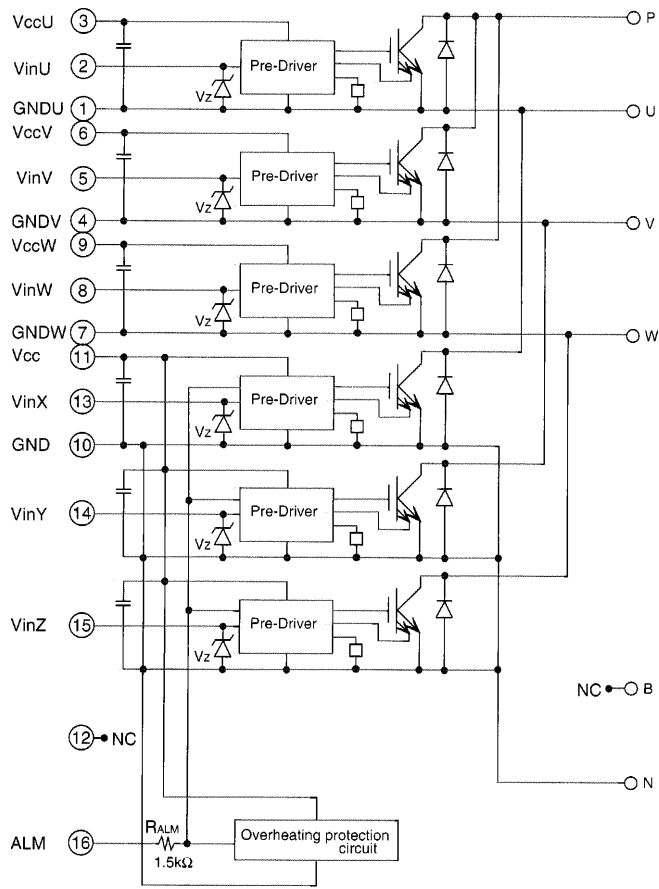 VccU 3 P
VinU 2 Pre-Driver
Vz
GNDU 1 U
VccV 6
VinV 5 Pre-Driver
Vz
GNDV 4 V
VccW 9
VinW 8 Pre-Driver
Vz
GNDW 7 W
Vcc 11
VinX 13 Pre-Driver
Vz
GND 10
VinY 14 Pre-Driver
Vz
VinZ 15 Pre-Driver
Vz
NC B
12 NC
N
RALM
ALM 16 Overheating protection
circuit
1.5kΩ